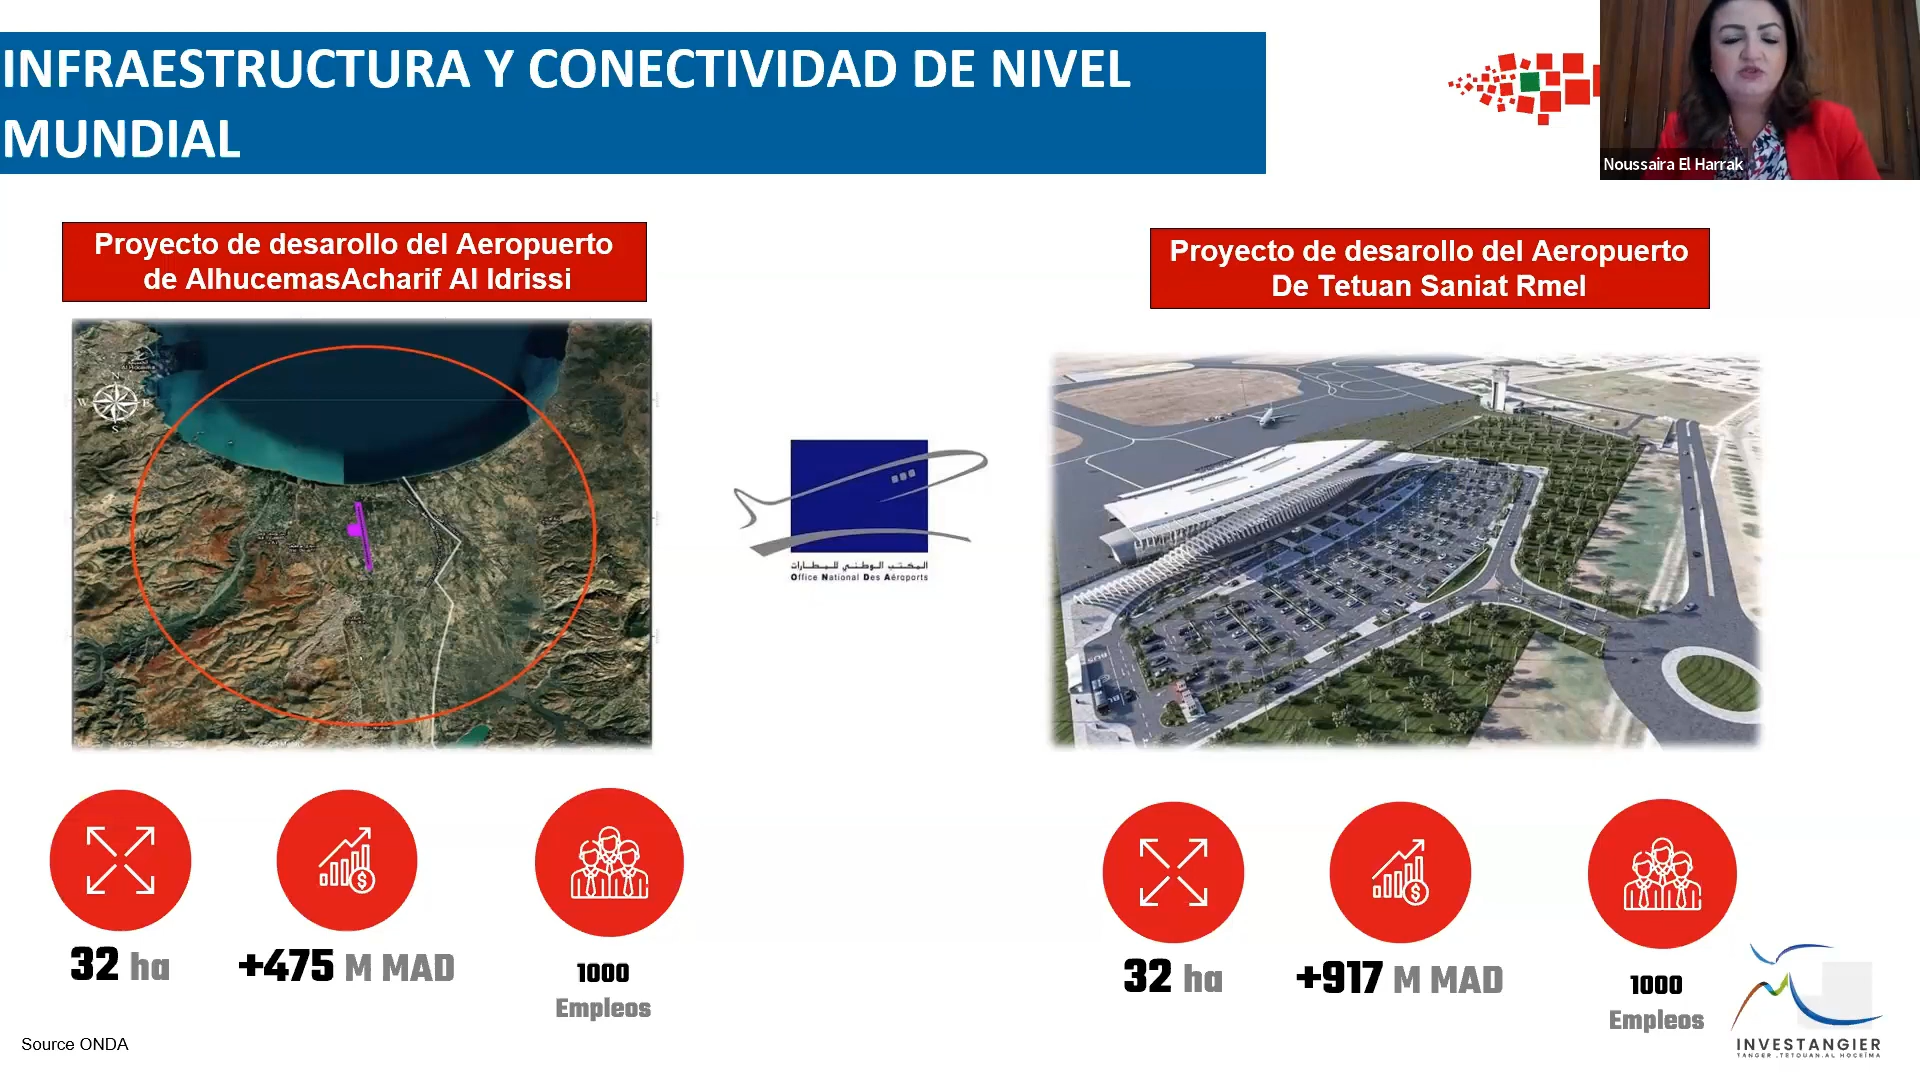 INFRAESTRUCTURA Y CONECTIVIDAD DE NIVEL
MUNDIAL
Noussaira El Harrak
Proyecto de desarollo del Aeropuerto
de AlhucemasAcharif Al Idrissi
Proyecto de desarollo del Aeropuerto
De Tetuan Saniat Rmel
N
W
E
S
المكتب الوطني للمطارات
Office National Des Aéroports
BUS
32 ha
+475 M MAD
1000
Empleos
32 ha
+917 M MAD
1000
Empleos
Source ONDA
INVESTANGIER
TANGER .TETOUAN.AL HOCEÏMA